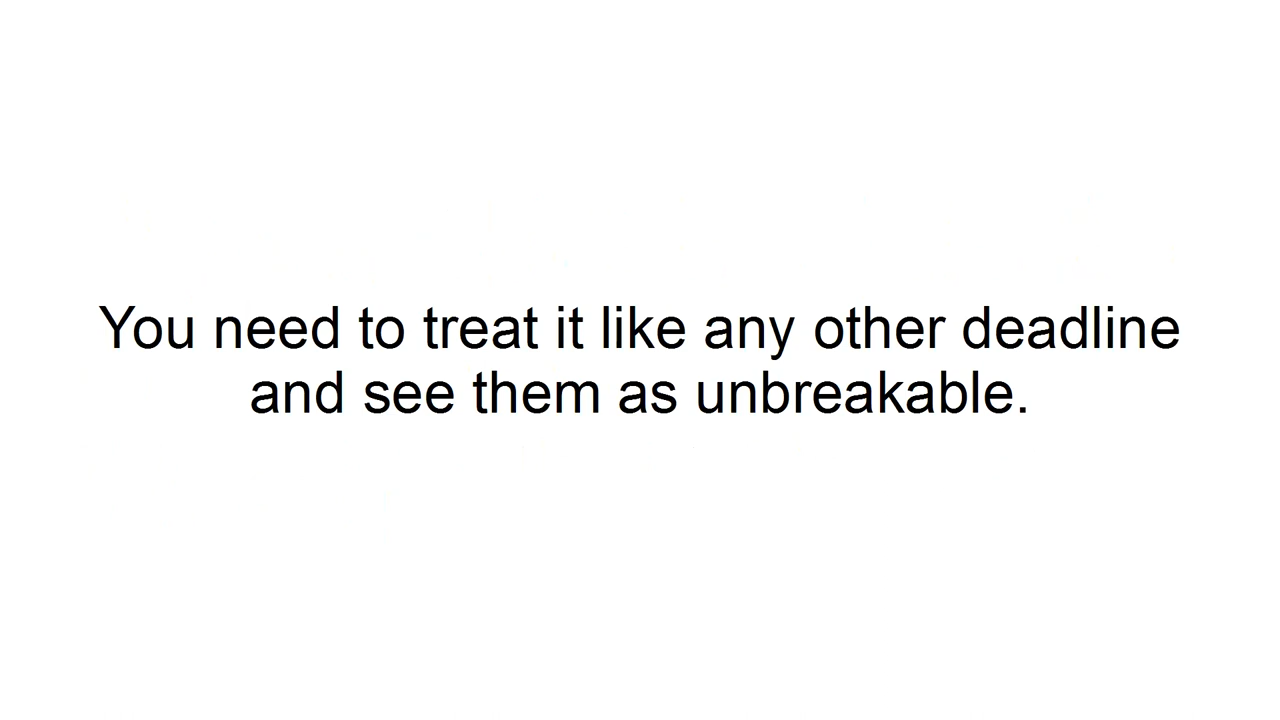 You need to treat it like any other deadline
and see them as unbreakable.